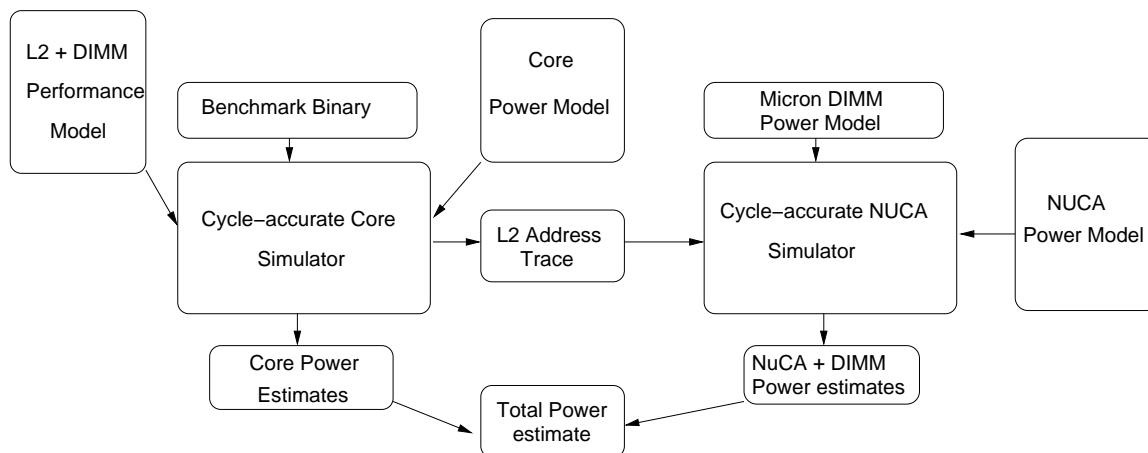 L2 + DIMM
Performance
Model
Benchmark Binary
Core
Power Model
Micron DIMM
Power Model
Cycle−accurate Core
Simulator
L2 Address
Trace
Cycle−accurate NUCA
Simulator
NUCA
Power Model
Core Power
Estimates
Total Power
estimate
NuCA + DIMM
Power estimates